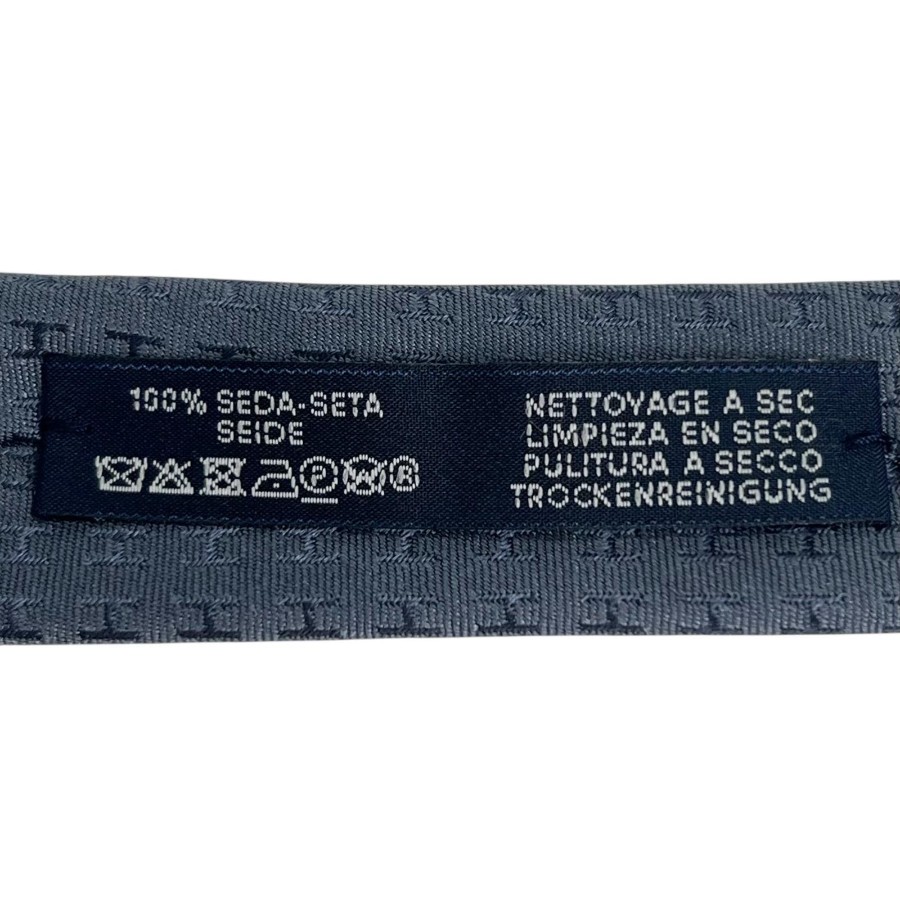 100% SEDA-SETA
SEIDE
NETTOYAGE A SEC
LIMPIEZA EN SECO
PULITURA A SECCO
TROCKENREINIGUNG